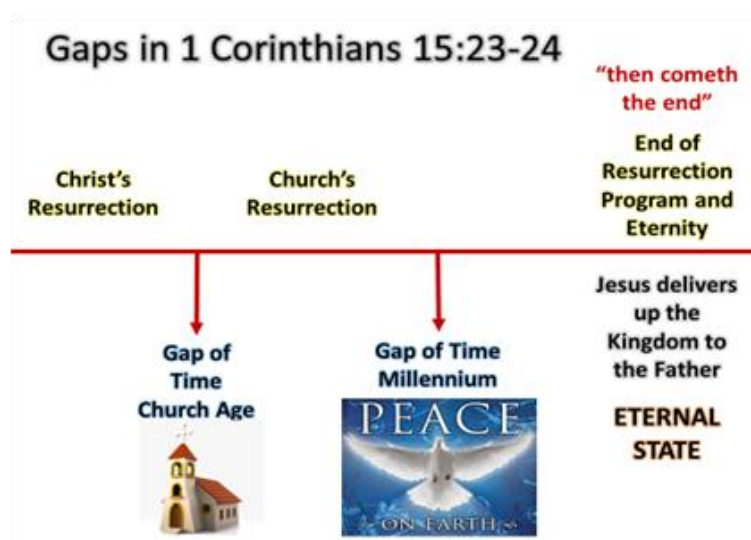 Gaps in 1 Corinthians 15:23-24
“then cometh
the end”
Christ’s
Resurrection
Church’s
Resurrection
End of
Resurrection
Program and
Eternity
Gap of
Time
Church Age
Gap of Time
Millennium
PEACE
ON EARTH
Jesus delivers
up the
Kingdom to
the Father
ETERNAL
STATE